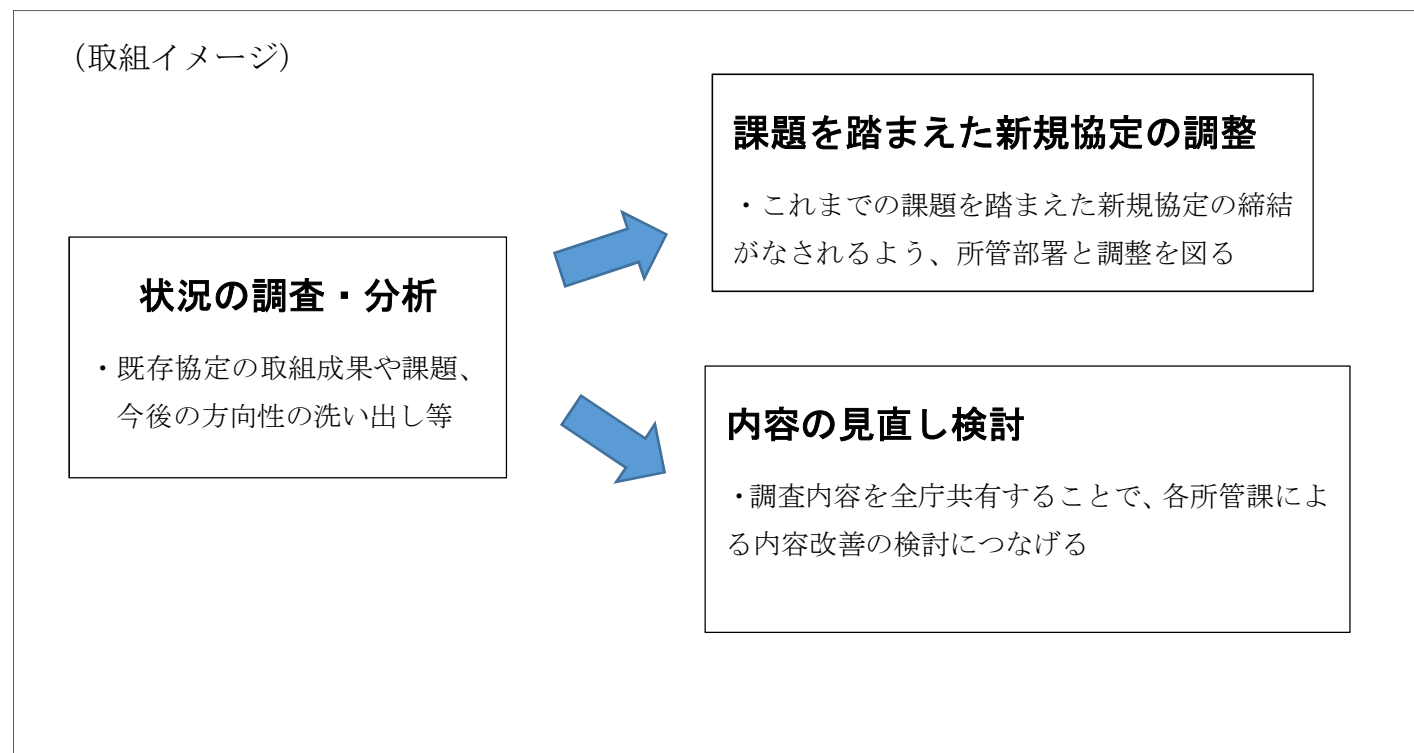 （取組イメージ）
課題を踏まえた新規協定の調整
・これまでの課題を踏まえた新規協定の締結
がなされるよう、所管部署と調整を図る
状況の調査・分析
・既存協定の取組成果や課題、
今後の方向性の洗い出し等
内容の見直し検討
・調査内容を全庁共有することで、各所管課によ
る内容改善の検討につなげる